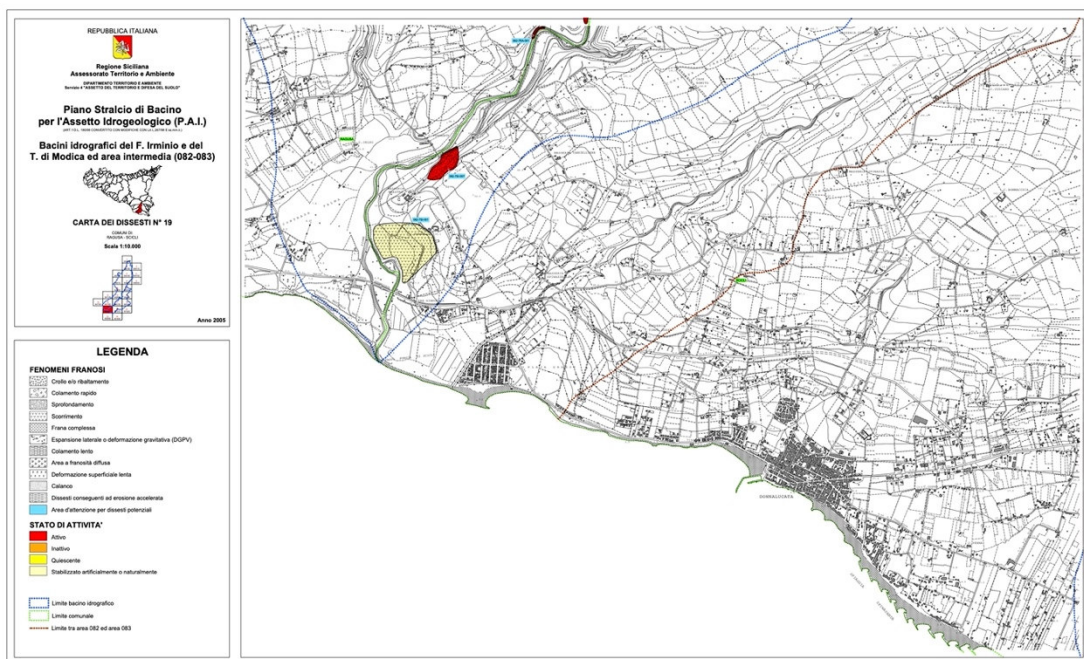 REPUBBLICA ITALIANA
Regione Siciliana
Assessorato Territorio e Ambiente
DIPARTIMENTO TERRITORIO E AMBIENTE
Servizio 4 "ASSETTO DEL TERRITORIO E DIFESA DEL SUOLO"
Piano Stralcio di Bacino
per l'Assetto Idrogeologico (P.A.I.)
Bacini idrografici del F. Irminio e del
T. di Modica ed area intermedia (082-083)
CARTA DEI DISSESTI N° 19
COMUNI DI
RAGUSA - SCICLI
Scala 1:10.000
Anno 2005
LEGENDA
FENOMENI FRANOSI
Crollo e/o ribaltamento
Colamento rapido
Sprofondamento
Scorrimento
Frana complessa
Espansione laterale o deformazione gravitativa (DGPV)
Colamento lento
Area a franosità diffusa
Deformazione superficiale lenta
Calanco
Dissesti conseguenti ad erosione accelerata
Area d'attenzione per dissesti potenziali
STATO DI ATTIVITA'
Attivo
Inattivo
Quiescente
Stabilizzato artificialmente o naturalmente
Limite bacino idrografico
Limite comunale
Limite tra area 082 ed area 083
RAGUSA
SCICLI
DONNALUCATA